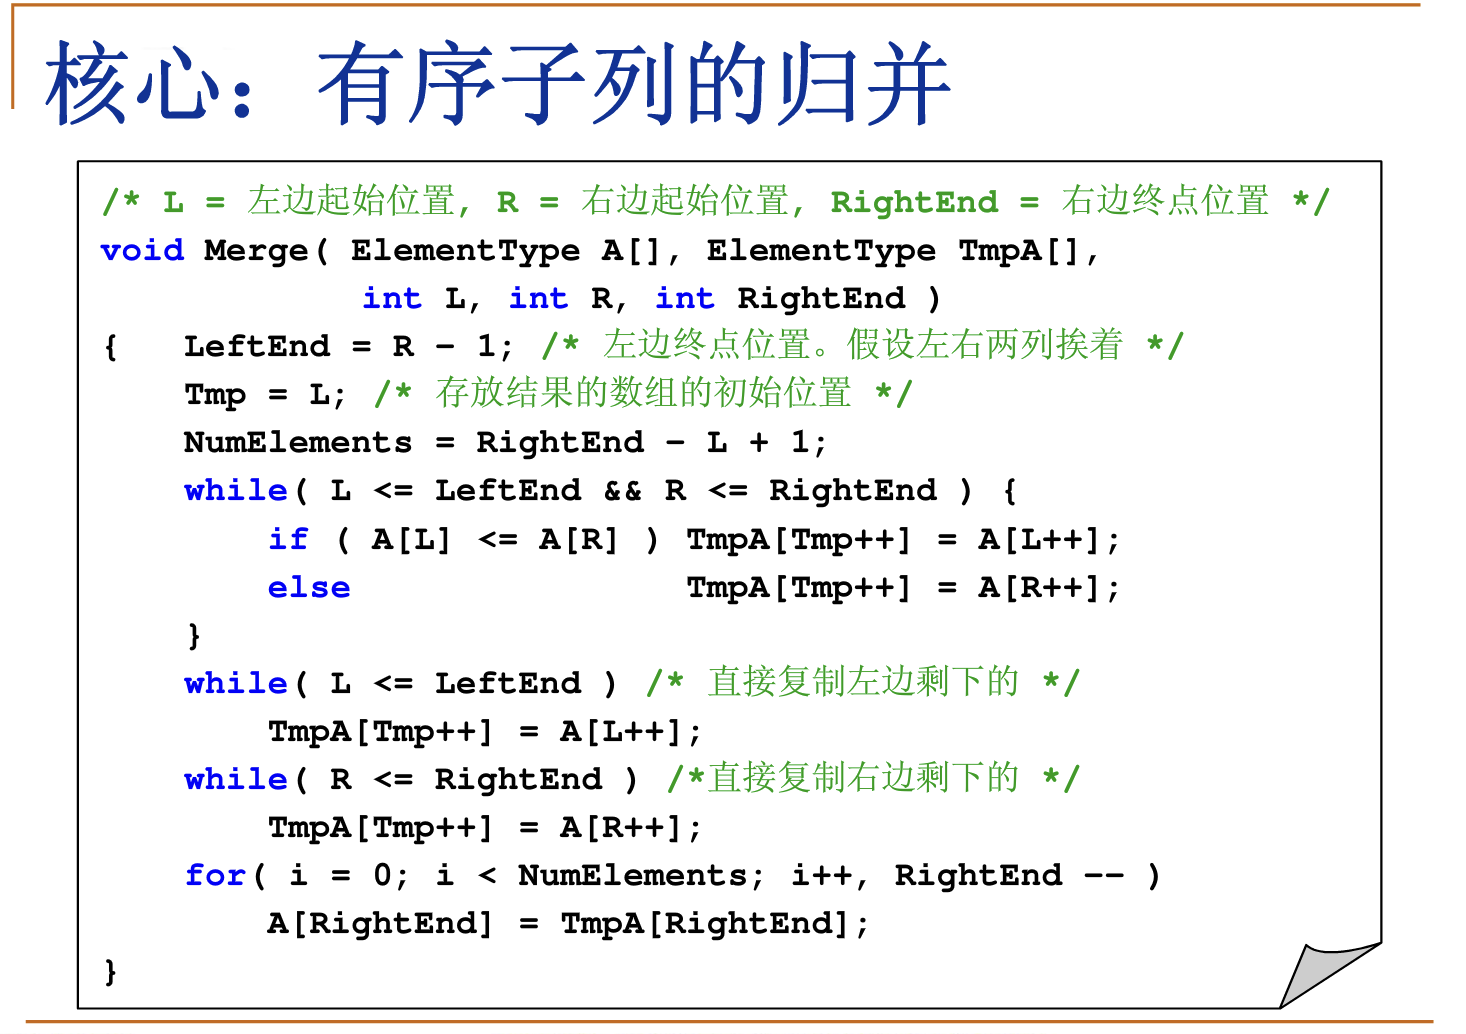 核心：有序子列的归并
/* L = 左边起始位置, R = 右边起始位置, RightEnd = 右边终点位置 */
void Merge( ElementType A[], ElementType TmpA[],
int L, int R, int RightEnd )
{ LeftEnd = R - 1; /* 左边终点位置。假设左右两列挨着 */
Tmp = L; /* 存放结果的数组的初始位置 */
NumElements = RightEnd - L + 1;
while( L <= LeftEnd && R <= RightEnd ) {
if ( A[L] <= A[R] ) TmpA[Tmp++] = A[L++];
else TmpA[Tmp++] = A[R++];
}
while( L <= LeftEnd ) /* 直接复制左边剩下的 */
TmpA[Tmp++] = A[L++];
while( R <= RightEnd ) /*直接复制右边剩下的 */
TmpA[Tmp++] = A[R++];
for( i = 0; i < NumElements; i++, RightEnd -- )
A[RightEnd] = TmpA[RightEnd];
}